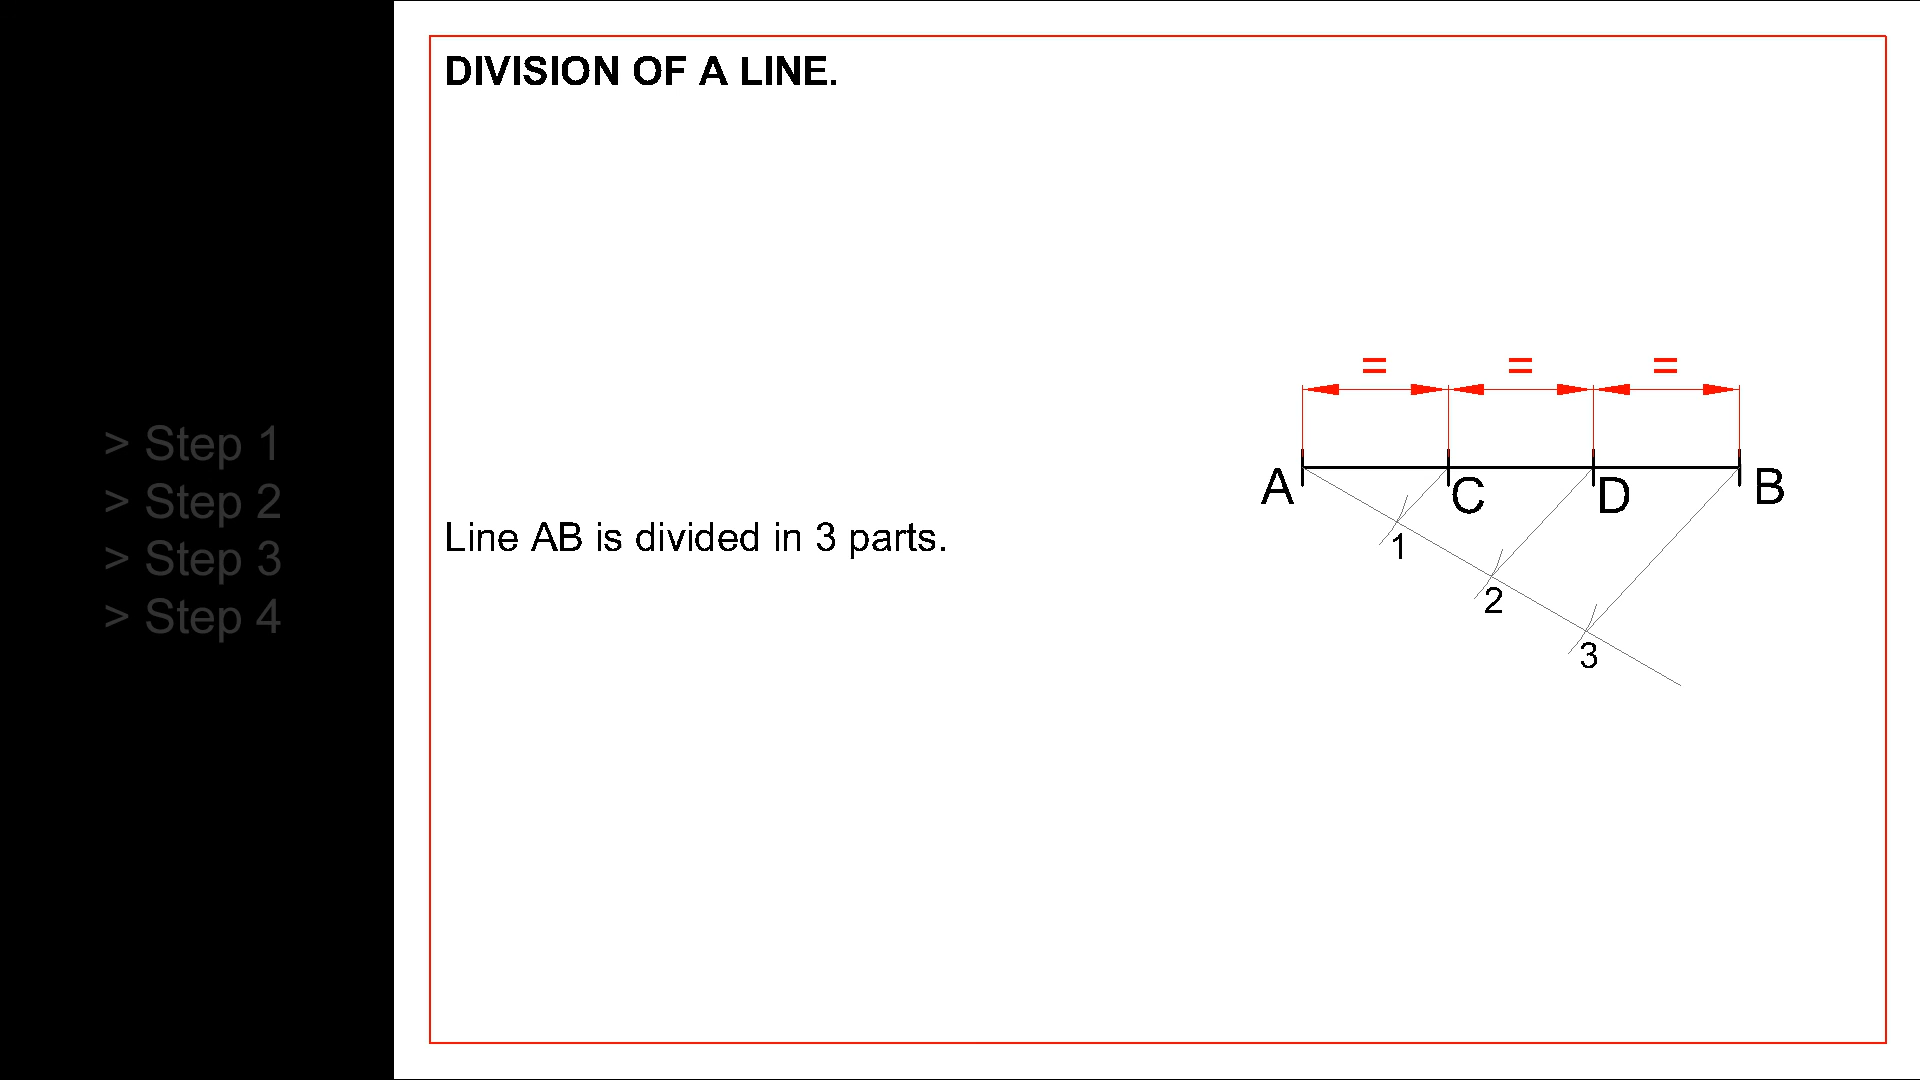 DIVISION OF A LINE.
> Step 1
> Step 2
> Step 3
> Step 4
Line AB is divided in 3 parts.
= = =
A C D B
1
2
3